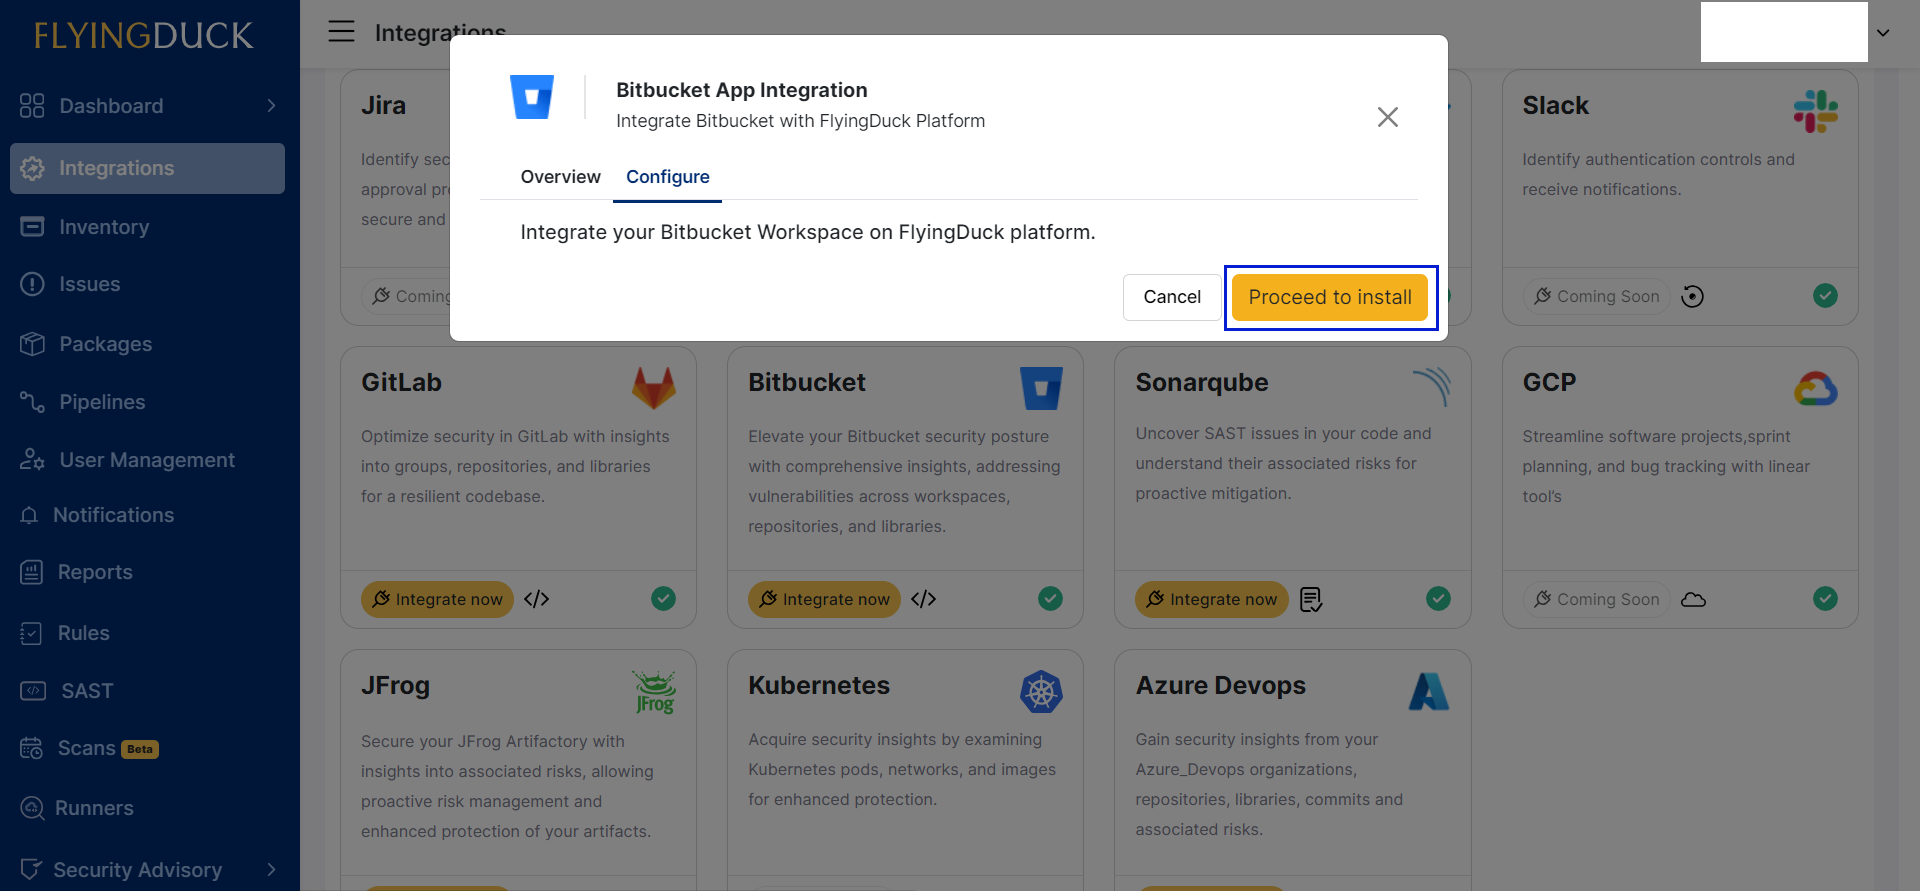 FLYINGDUCK
Dashboard
Integrations
Inventory
Issues
Packages
Pipelines
User Management
Notifications
Reports
Rules
SAST
Scans Beta
Runners
Security Advisory
Integrations
Bitbucket App Integration
Integrate Bitbucket with FlyingDuck Platform
Overview Configure
Integrate your Bitbucket Workspace on FlyingDuck platform.
Cancel Proceed to install
Jira
Identify sec
approval pr
secure and
Coming
Slack
Identify authentication controls and
receive notifications.
Coming Soon
GitLab
Optimize security in GitLab with insights
into groups, repositories, and libraries
for a resilient codebase.
Integrate now
Bitbucket
Elevate your Bitbucket security posture
with comprehensive insights, addressing
vulnerabilities across workspaces,
repositories, and libraries.
Integrate now
Sonarqube
Uncover SAST issues in your code and
understand their associated risks for
proactive mitigation.
Integrate now
GCP
Streamline software projects,sprint
planning, and bug tracking with linear
tool's
Coming Soon
JFrog
JFrog
Secure your JFrog Artifactory with
insights into associated risks, allowing
proactive risk management and
enhanced protection of your artifacts.
Kubernetes
Acquire security insights by examining
Kubernetes pods, networks, and images
for enhanced protection.
Azure Devops
Gain security insights from your
Azure_Devops organizations,
repositories, libraries, commits and
associated risks.